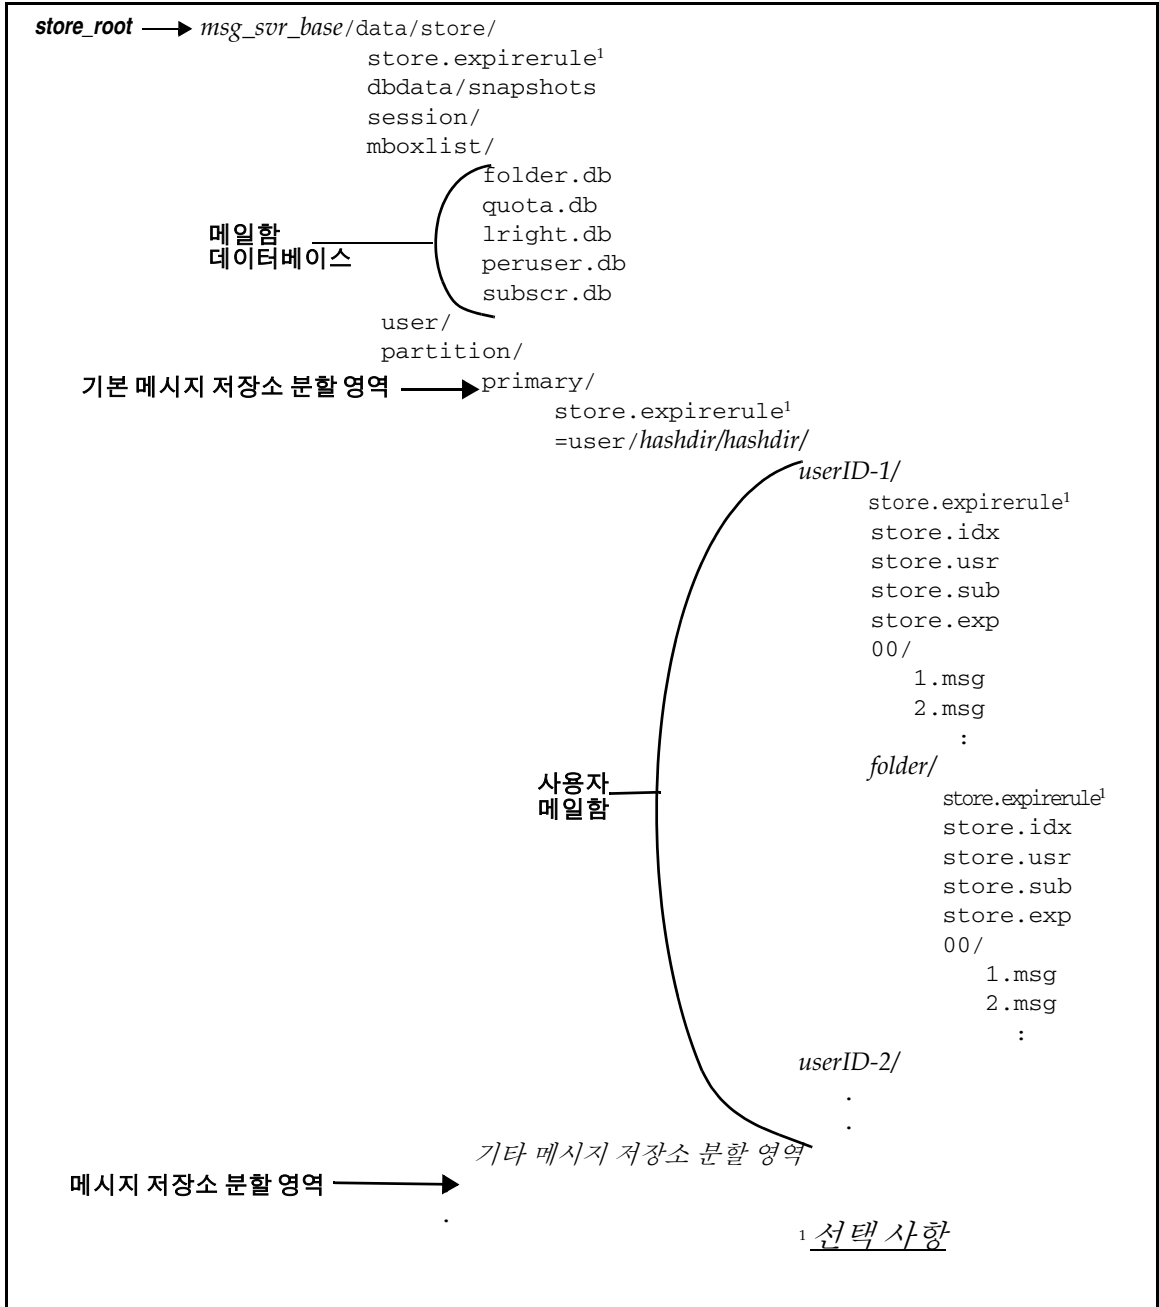 store_root msg_svr_base/data/store/
store.expirerule1
dbdata/snapshots
session/
mboxlist/
folder.db
quota.db
lright.db
peruser.db
subscr.db
메일함
데이터베이스
user/
partition/
기본 메시지 저장소 분할 영역 primary/
store.expirerule1
=user/hashdir/hashdir/
userID-1/
store.expirerule1
store.idx
store.usr
store.sub
store.exp
00/
1.msg
2.msg
:
사용자
메일함
folder/
store.expirerule1
store.idx
store.usr
store.sub
store.exp
00/
1.msg
2.msg
:
userID-2/
.
.
기타 메시지 저장소 분할 영역
메시지 저장소 분할 영역
.
1 선택 사항